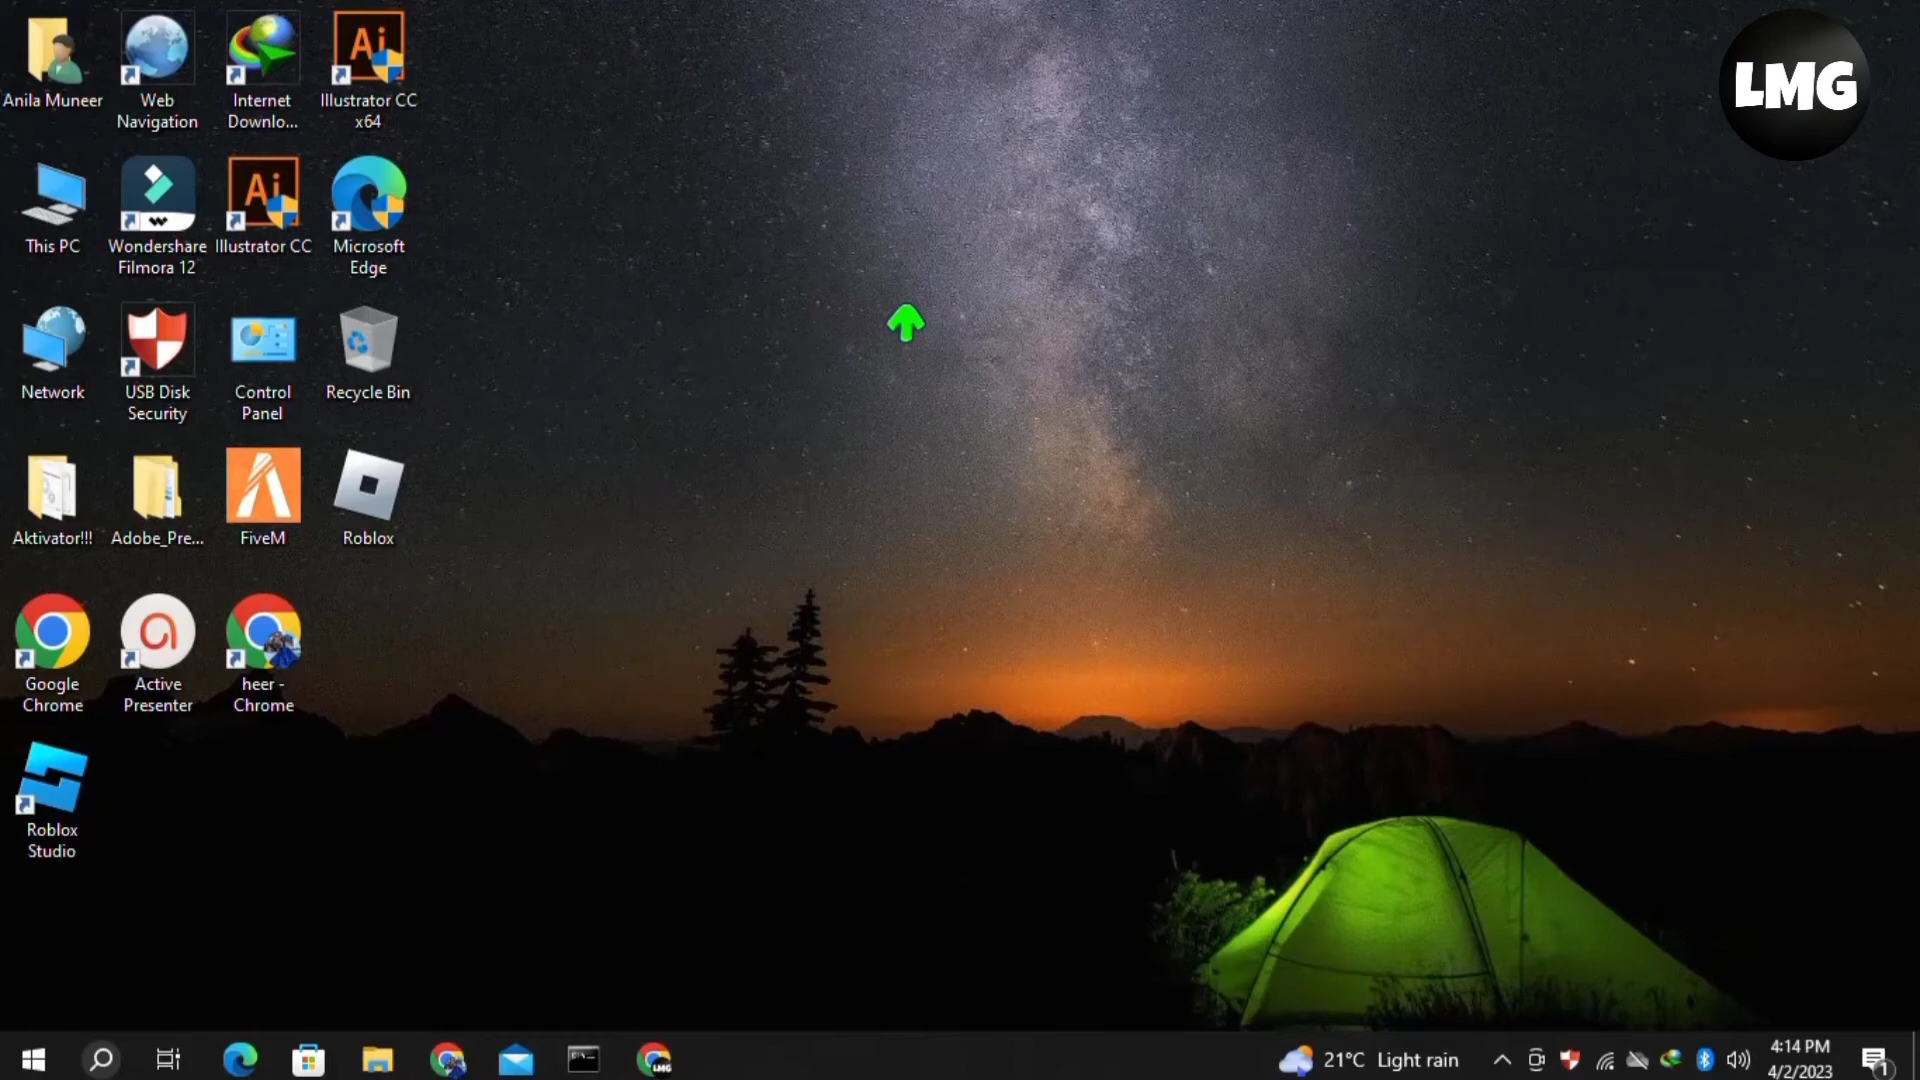 LMG
Anila Muneer
Web
Navigation
Internet
Downlo...
Illustrator CC
x64
This PC
Wondershare
Filmora 12
Illustrator CC
Microsoft
Edge
Network
USB Disk
Security
Control
Panel
Recycle Bin
Aktivator!!!
Adobe_Pre...
FiveM
Roblox
Google
Chrome
Active
Presenter
heer -
Chrome
Roblox
Studio
21°C Light rain
4:14 PM
4/2/2023
1